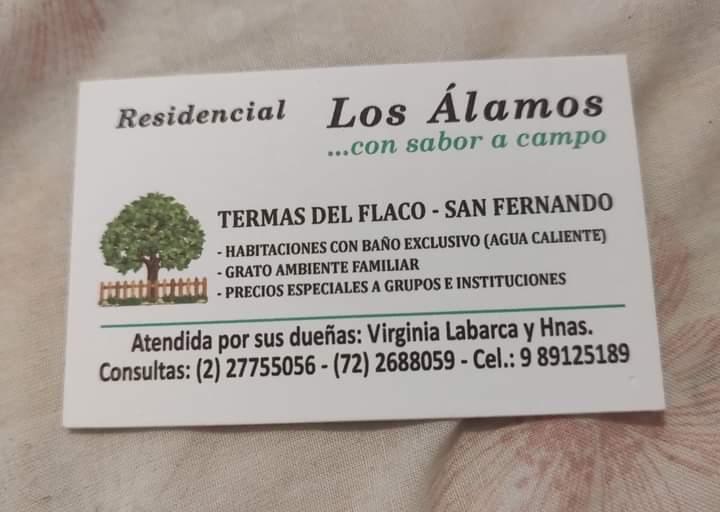 Residencial Los Álamos
...con sabor a campo
TERMAS DEL FLACO - SAN FERNANDO
- HABITACIONES CON BAÑO EXCLUSIVO (AGUA CALIENTE)
- GRATO AMBIENTE FAMILIAR
- PRECIOS ESPECIALES A GRUPOS E INSTITUCIONES
Atendida por sus dueñas: Virginia Labarca y Hnas.
Consultas: (2) 27755056 - (72) 2688059 - Cel.: 9 89125189